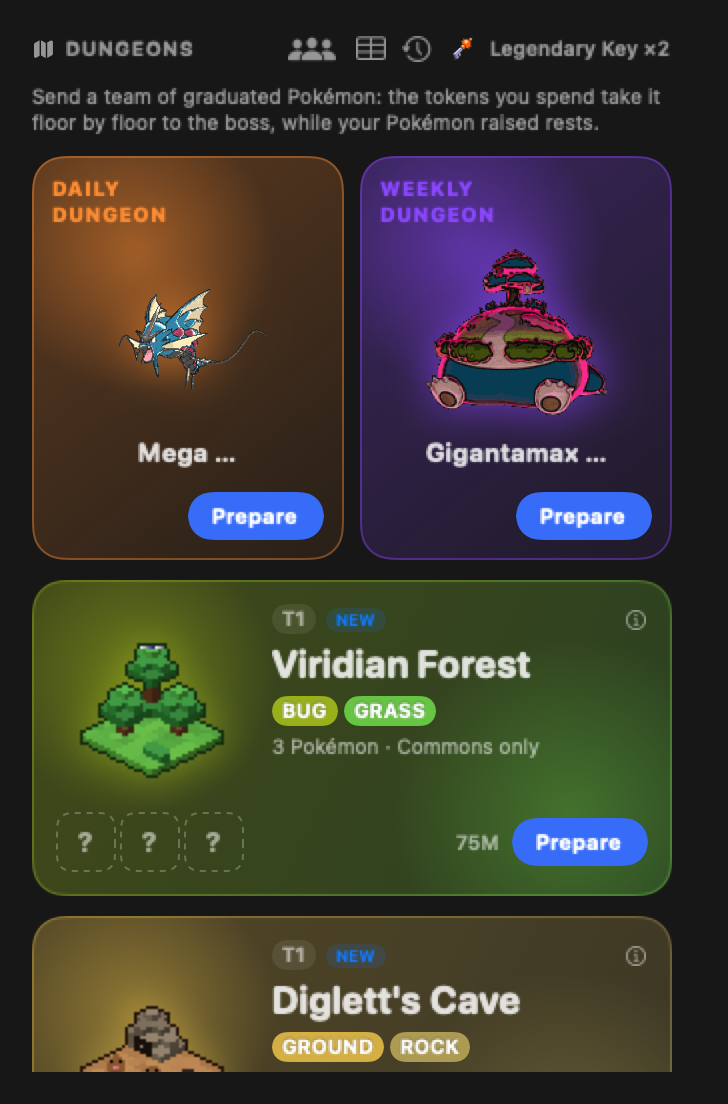 DUNGEONS
Legendary Key ×2
Send a team of graduated Pokémon: the tokens you spend take it
floor by floor to the boss, while your Pokémon raised rests.
DAILY
DUNGEON
Mega ...
Prepare
WEEKLY
DUNGEON
Gigantamax ...
Prepare
T1 NEW
Viridian Forest
BUG GRASS
3 Pokémon · Commons only
? ? ?
75M Prepare
T1 NEW
Diglett's Cave
GROUND ROCK